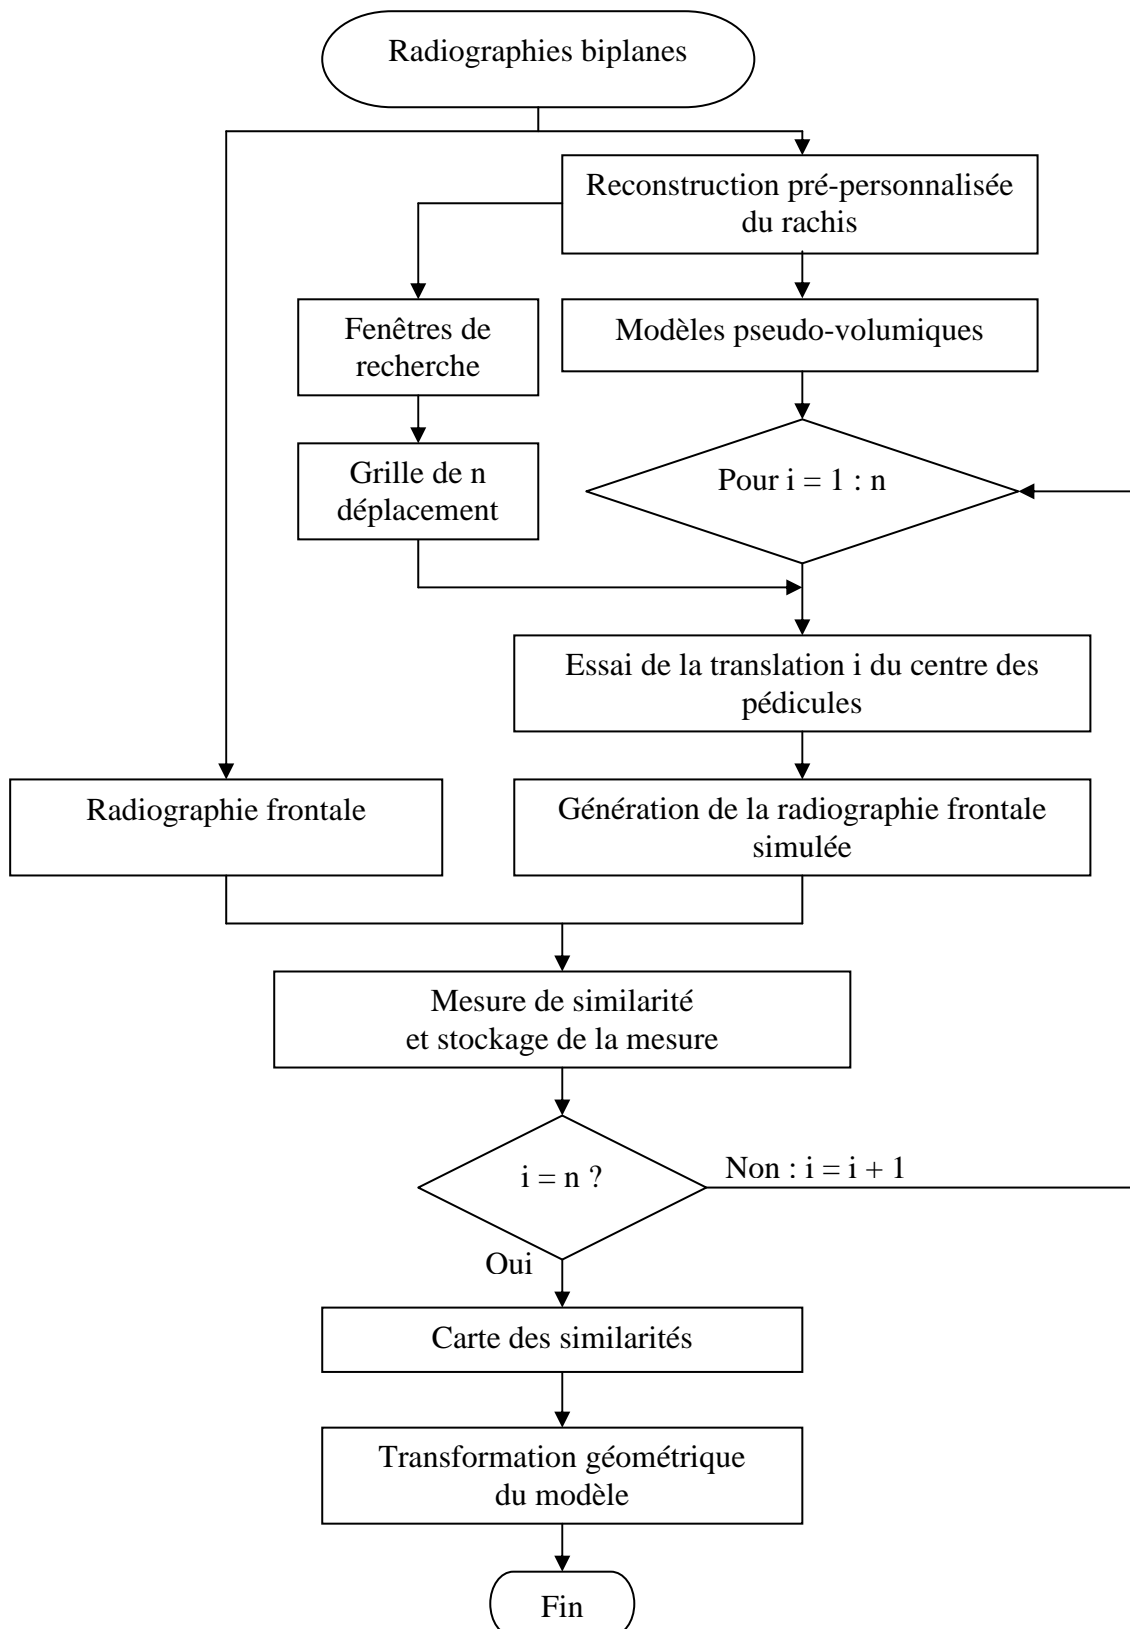 Radiographies biplanes
Reconstruction pré-personnalisée
du rachis
Fenêtres de
recherche
Modèles pseudo-volumiques
Grille de n
déplacement
Pour i = 1 : n
Essai de la translation i du centre des
pédicules
Radiographie frontale
Génération de la radiographie frontale
simulée
Mesure de similarité
et stockage de la mesure
i = n ?
Non : i = i + 1
Oui
Carte des similarités
Transformation géométrique
du modèle
Fin